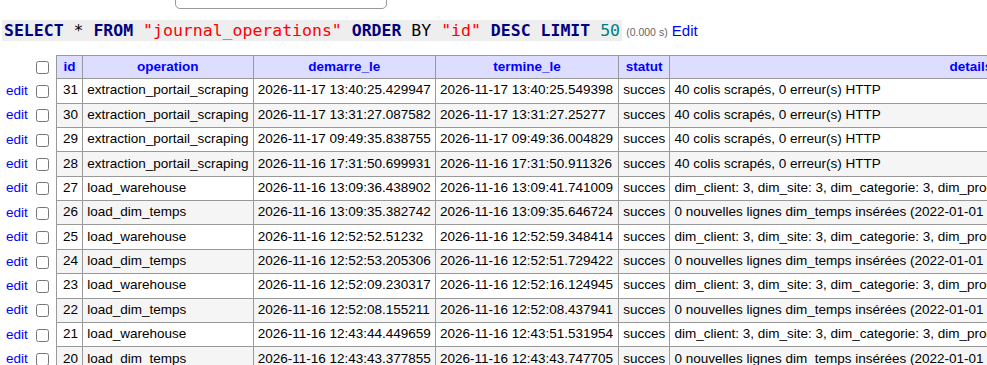 SELECT * FROM "journal_operations" ORDER BY "id" DESC LIMIT 50 (0.000 s) Edit
id operation demarre_le termine_le statut details
edit 31 extraction_portail_scraping 2026-11-17 13:40:25.429947 2026-11-17 13:40:25.549398 succes 40 colis scrapés, 0 erreur(s) HTTP
edit 30 extraction_portail_scraping 2026-11-17 13:31:27.087582 2026-11-17 13:31:27.25277 succes 40 colis scrapés, 0 erreur(s) HTTP
edit 29 extraction_portail_scraping 2026-11-17 09:49:35.838755 2026-11-17 09:49:36.004829 succes 40 colis scrapés, 0 erreur(s) HTTP
edit 28 extraction_portail_scraping 2026-11-16 17:31:50.699931 2026-11-16 17:31:50.911326 succes 40 colis scrapés, 0 erreur(s) HTTP
edit 27 load_warehouse 2026-11-16 13:09:36.438902 2026-11-16 13:09:41.741009 succes dim_client: 3, dim_site: 3, dim_categorie: 3, dim_pro
edit 26 load_dim_temps 2026-11-16 13:09:35.382742 2026-11-16 13:09:35.646724 succes 0 nouvelles lignes dim_temps insérées (2022-01-01
edit 25 load_warehouse 2026-11-16 12:52:52.51232 2026-11-16 12:52:59.348414 succes dim_client: 3, dim_site: 3, dim_categorie: 3, dim_pro
edit 24 load_dim_temps 2026-11-16 12:52:53.205306 2026-11-16 12:52:51.729422 succes 0 nouvelles lignes dim_temps insérées (2022-01-01
edit 23 load_warehouse 2026-11-16 12:52:09.230317 2026-11-16 12:52:16.124945 succes dim_client: 3, dim_site: 3, dim_categorie: 3, dim_pro
edit 22 load_dim_temps 2026-11-16 12:52:08.155211 2026-11-16 12:52:08.437941 succes 0 nouvelles lignes dim_temps insérées (2022-01-01
edit 21 load_warehouse 2026-11-16 12:43:44.449659 2026-11-16 12:43:51.531954 succes dim_client: 3, dim_site: 3, dim_categorie: 3, dim_pro
edit 20 load_dim_temps 2026-11-16 12:43:43.377855 2026-11-16 12:43:43.747705 succes 0 nouvelles lignes dim_temps insérées (2022-01-01